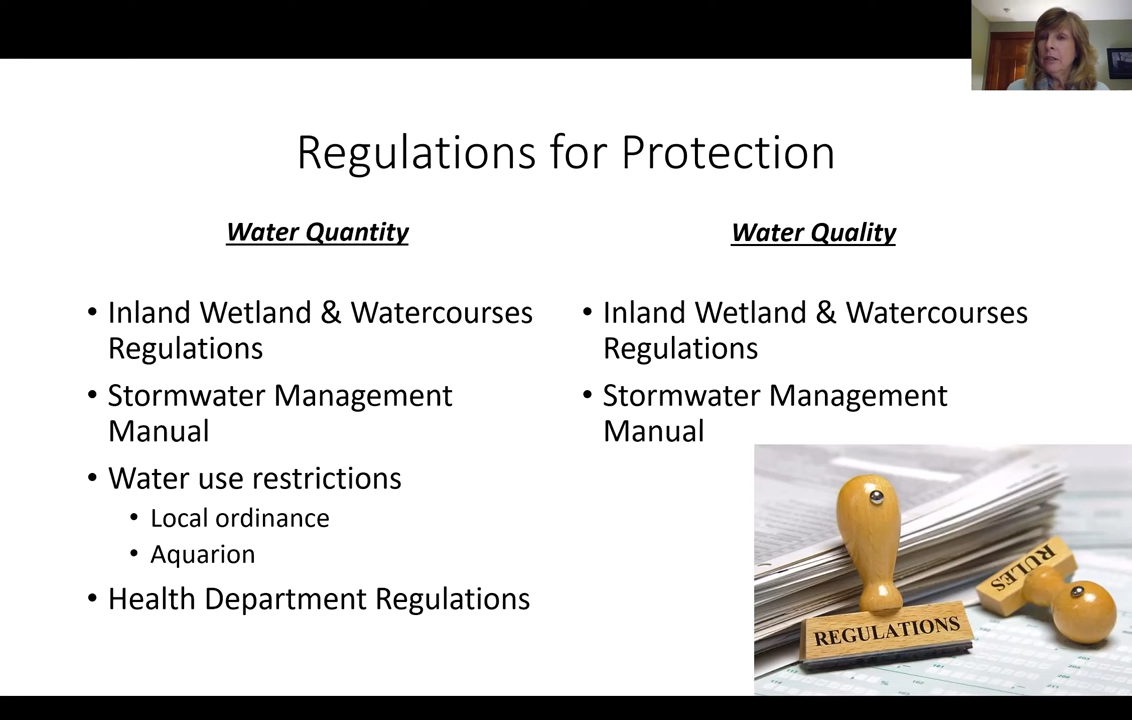 Regulations for Protection
Water Quantity
• Inland Wetland & Watercourses
Regulations
• Stormwater Management
Manual
• Water use restrictions
• Local ordinance
• Aquarion
• Health Department Regulations
Water Quality
• Inland Wetland & Watercourses
Regulations
• Stormwater Management
Manual
REGULATIONS
RULES